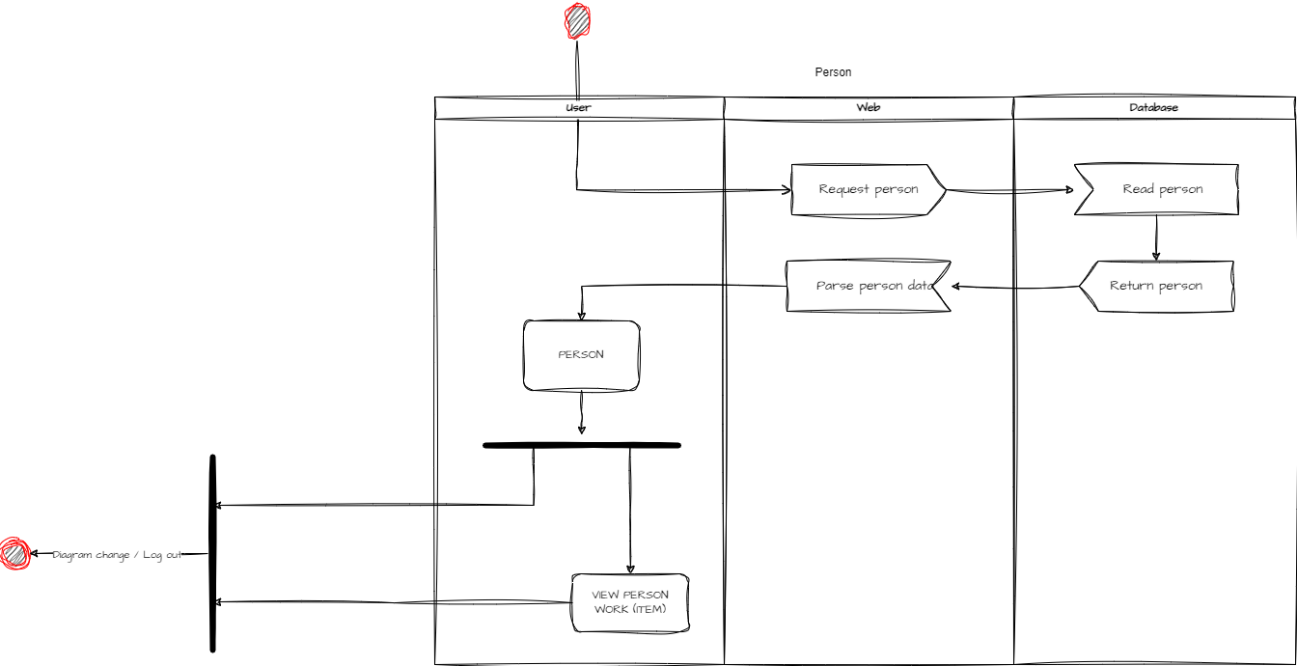 Person
User
Web
Database
Request person
Read person
Parse person data
Return person
PERSON
Diagram change / Log out
VIEW PERSON
WORK (ITEM)